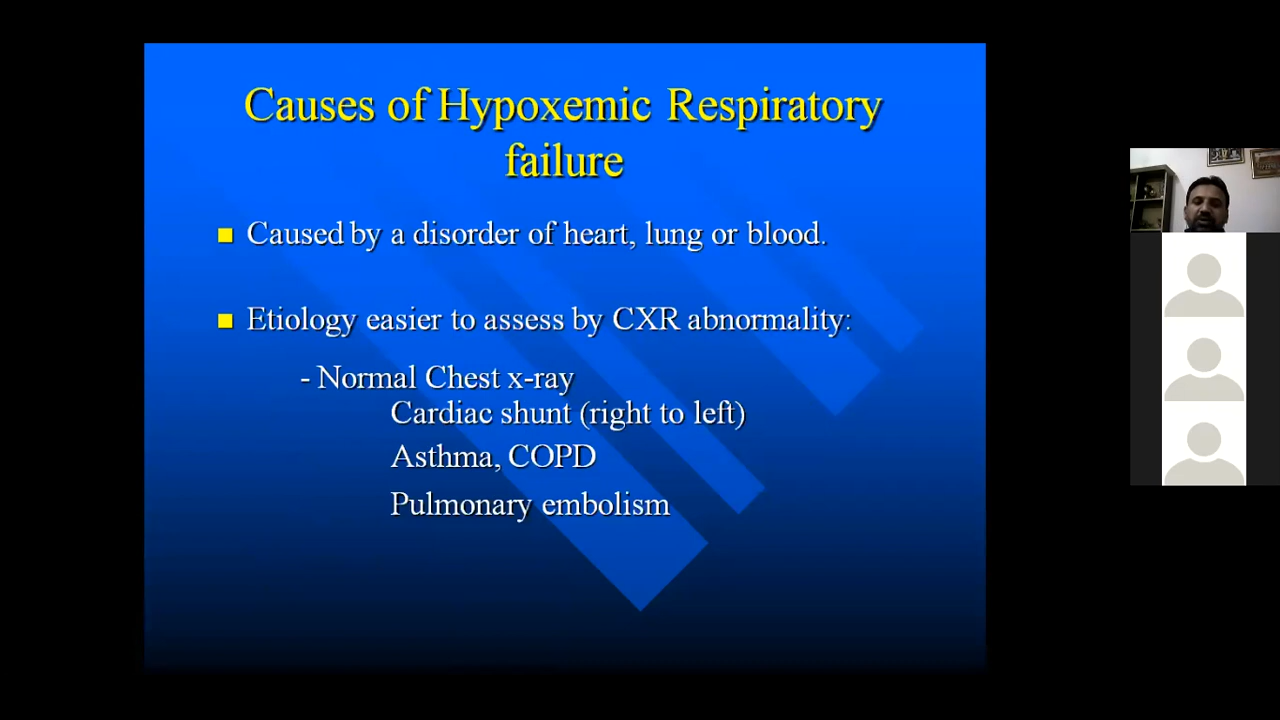 Causes of Hypoxemic Respiratory
failure
Caused by a disorder of heart, lung or blood.
Etiology easier to assess by CXR abnormality:
- Normal Chest x-ray
Cardiac shunt (right to left)
Asthma, COPD
Pulmonary embolism